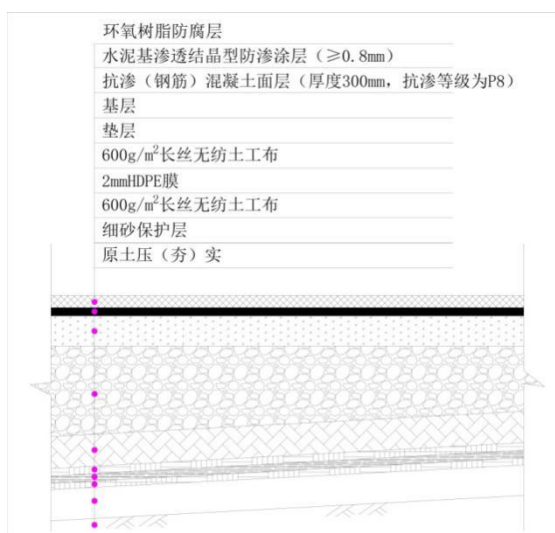 环氧树脂防腐层
水泥基渗透结晶型防渗涂层（≥0.8mm）
抗渗（钢筋）混凝土面层（厚度300mm，抗渗等级为P8）
基层
垫层
600g/m²长丝无纺土工布
2mmHDPE膜
600g/m²长丝无纺土工布
细砂保护层
原土压（夯）实